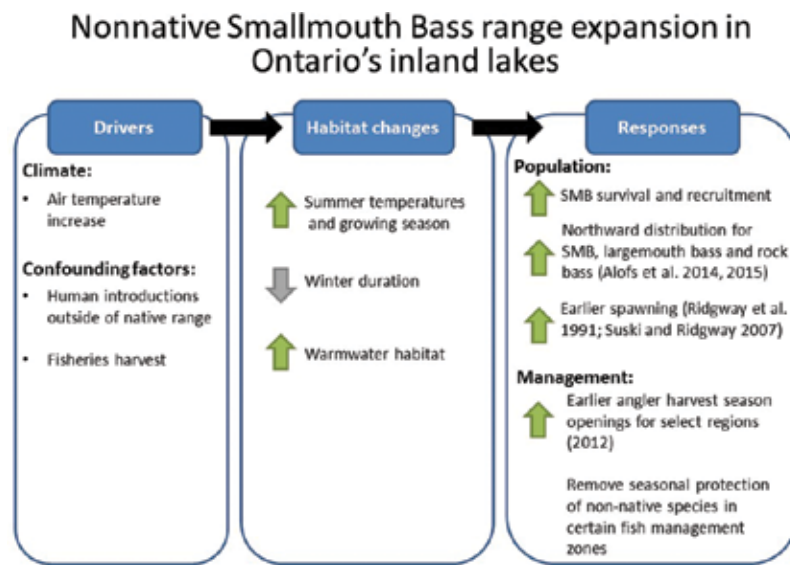 Nonnative Smallmouth Bass range expansion in
Ontario's inland lakes
Drivers
Climate:
• Air temperature
increase
Confounding factors:
• Human introductions
outside of native range
• Fisheries harvest
Habitat changes
Summer temperatures
and growing season
Winter duration
Warmwater habitat
Responses
Population:
SMB survival and recruitment
Northward distribution for
SMB, largemouth bass and rock
bass (Alofs et al. 2014, 2015)
Earlier spawning (Ridgway et al.
1991; Suski and Ridgway 2007)
Management:
Earlier angler harvest season
openings for select regions
(2012)
Remove seasonal protection
of non-native species in
certain fish management
zones